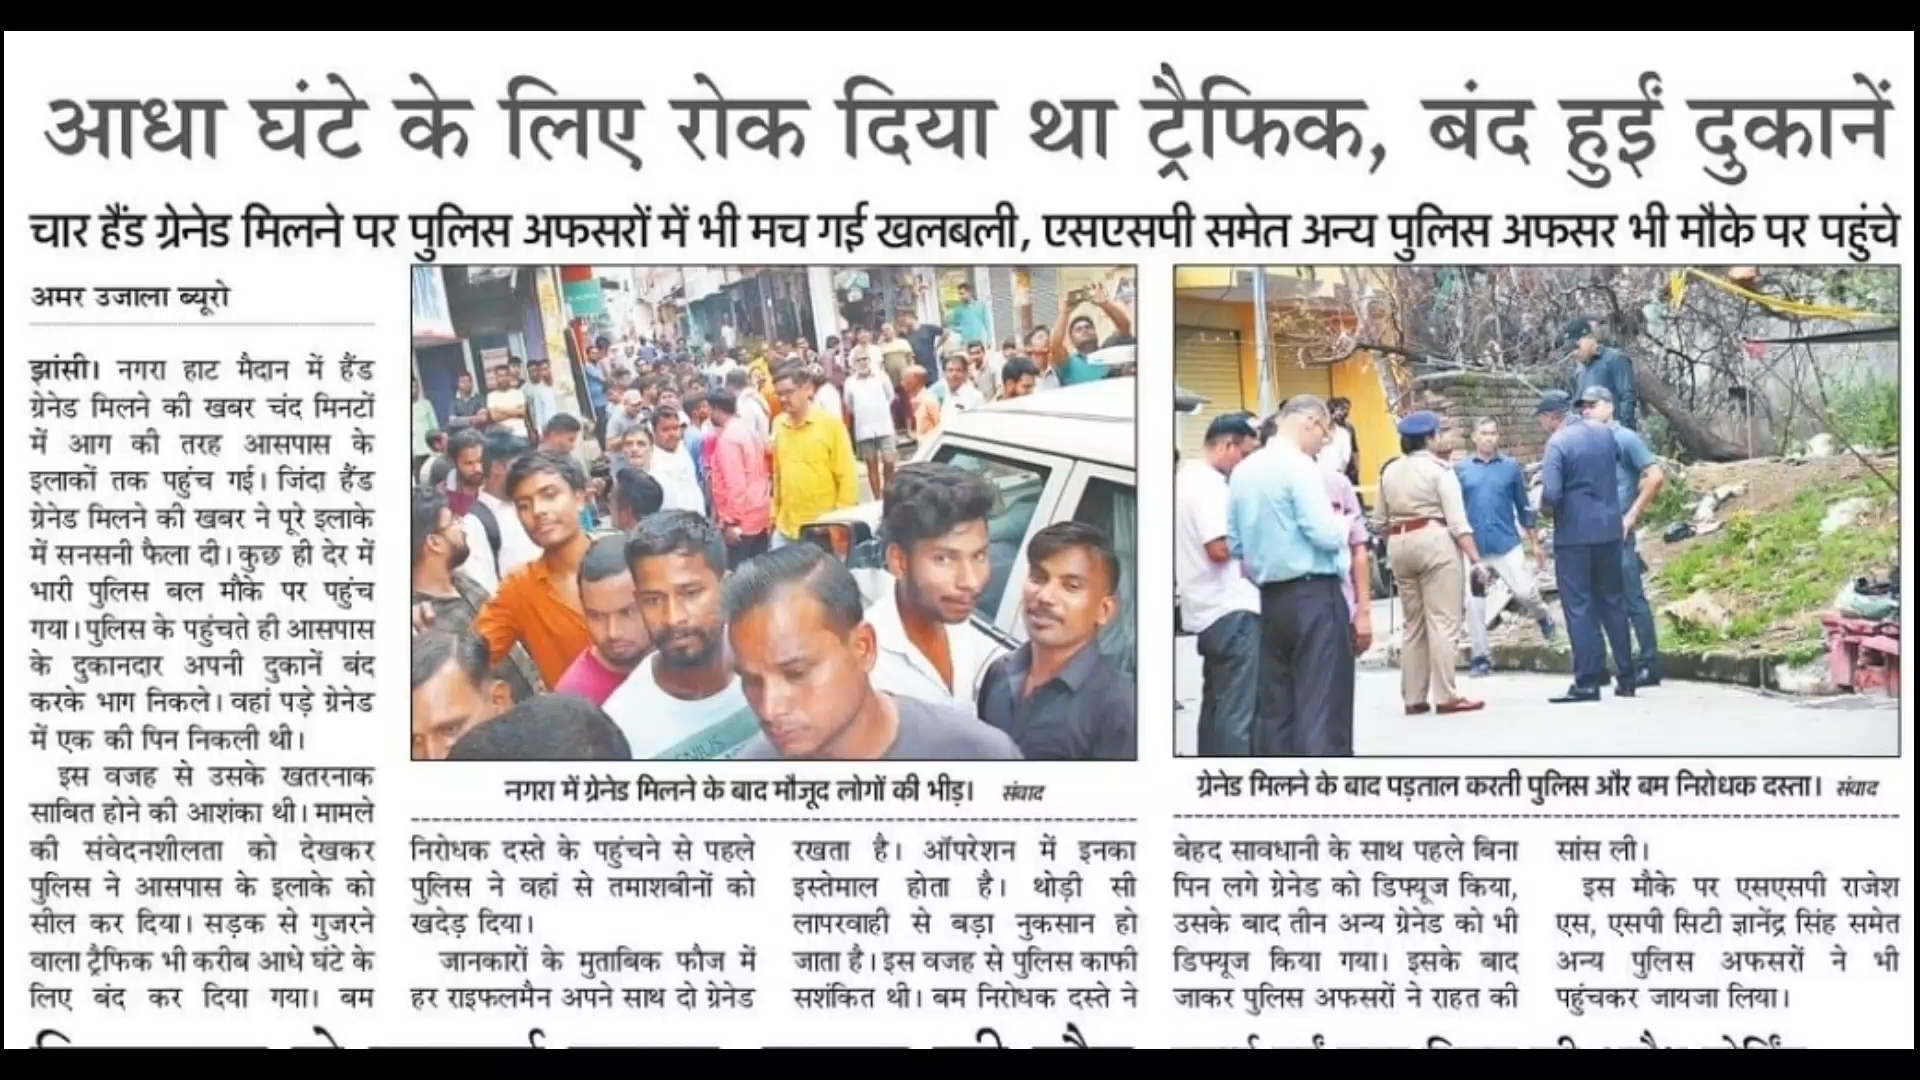 आधा घंटे के लिए रोक दिया था ट्रैफिक, बंद हुईं दुकानें
चार हैंड ग्रेनेड मिलने पर पुलिस अफसरों में भी मच गई खलबली, एसएसपी समेत अन्य पुलिस अफसर भी मौके पर पहुंचे
अमर उजाला ब्यूरो
झांसी। नगरा हाट मैदान में हैंड
ग्रेनेड मिलने की खबर चंद मिनटों
में आग की तरह आसपास के
इलाकों तक पहुंच गई। जिंदा हैंड
ग्रेनेड मिलने की खबर ने पूरे इलाके
में सनसनी फैला दी। कुछ ही देर में
भारी पुलिस बल मौके पर पहुंच
गया। पुलिस के पहुंचते ही आसपास
के दुकानदार अपनी दुकानें बंद
करके भाग निकले। वहां पड़े ग्रेनेड
में एक की पिन निकली थी।
इस वजह से उसके खतरनाक
साबित होने की आशंका थी। मामले
की संवेदनशीलता को देखकर
पुलिस ने आसपास के इलाके को
सील कर दिया। सड़क से गुजरने
वाला ट्रैफिक भी करीब आधे घंटे के
लिए बंद कर दिया गया। बम
नगरा में ग्रेनेड मिलने के बाद मौजूद लोगों की भीड़। संवाद
निरोधक दस्ते के पहुंचने से पहले
पुलिस ने वहां से तमाशबीनों को
खदेड़ दिया।
जानकारों के मुताबिक फौज में
हर राइफलमैन अपने साथ दो ग्रेनेड
रखता है। ऑपरेशन में इनका
इस्तेमाल होता है। थोड़ी सी
लापरवाही से बड़ा नुकसान हो
जाता है। इस वजह से पुलिस काफी
सशंकित थी। बम निरोधक दस्ते ने
ग्रेनेड मिलने के बाद पड़ताल करती पुलिस और बम निरोधक दस्ता। संवाद
बेहद सावधानी के साथ पहले बिना
पिन लगे ग्रेनेड को डिफ्यूज किया,
उसके बाद तीन अन्य ग्रेनेड को भी
डिफ्यूज किया गया। इसके बाद
जाकर पुलिस अफसरों ने राहत की
सांस ली।
इस मौके पर एसएसपी राजेश
एस, एसपी सिटी ज्ञानेंद्र सिंह समेत
अन्य पुलिस अफसरों ने भी
पहुंचकर जायजा लिया।